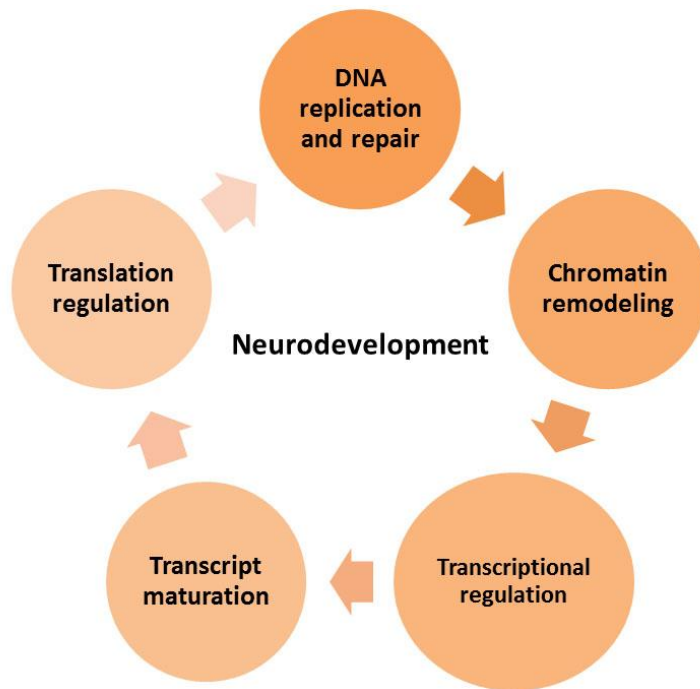 DNA
replication
and repair
Chromatin
remodeling
Transcriptional
regulation
Transcript
maturation
Translation
regulation
Neurodevelopment